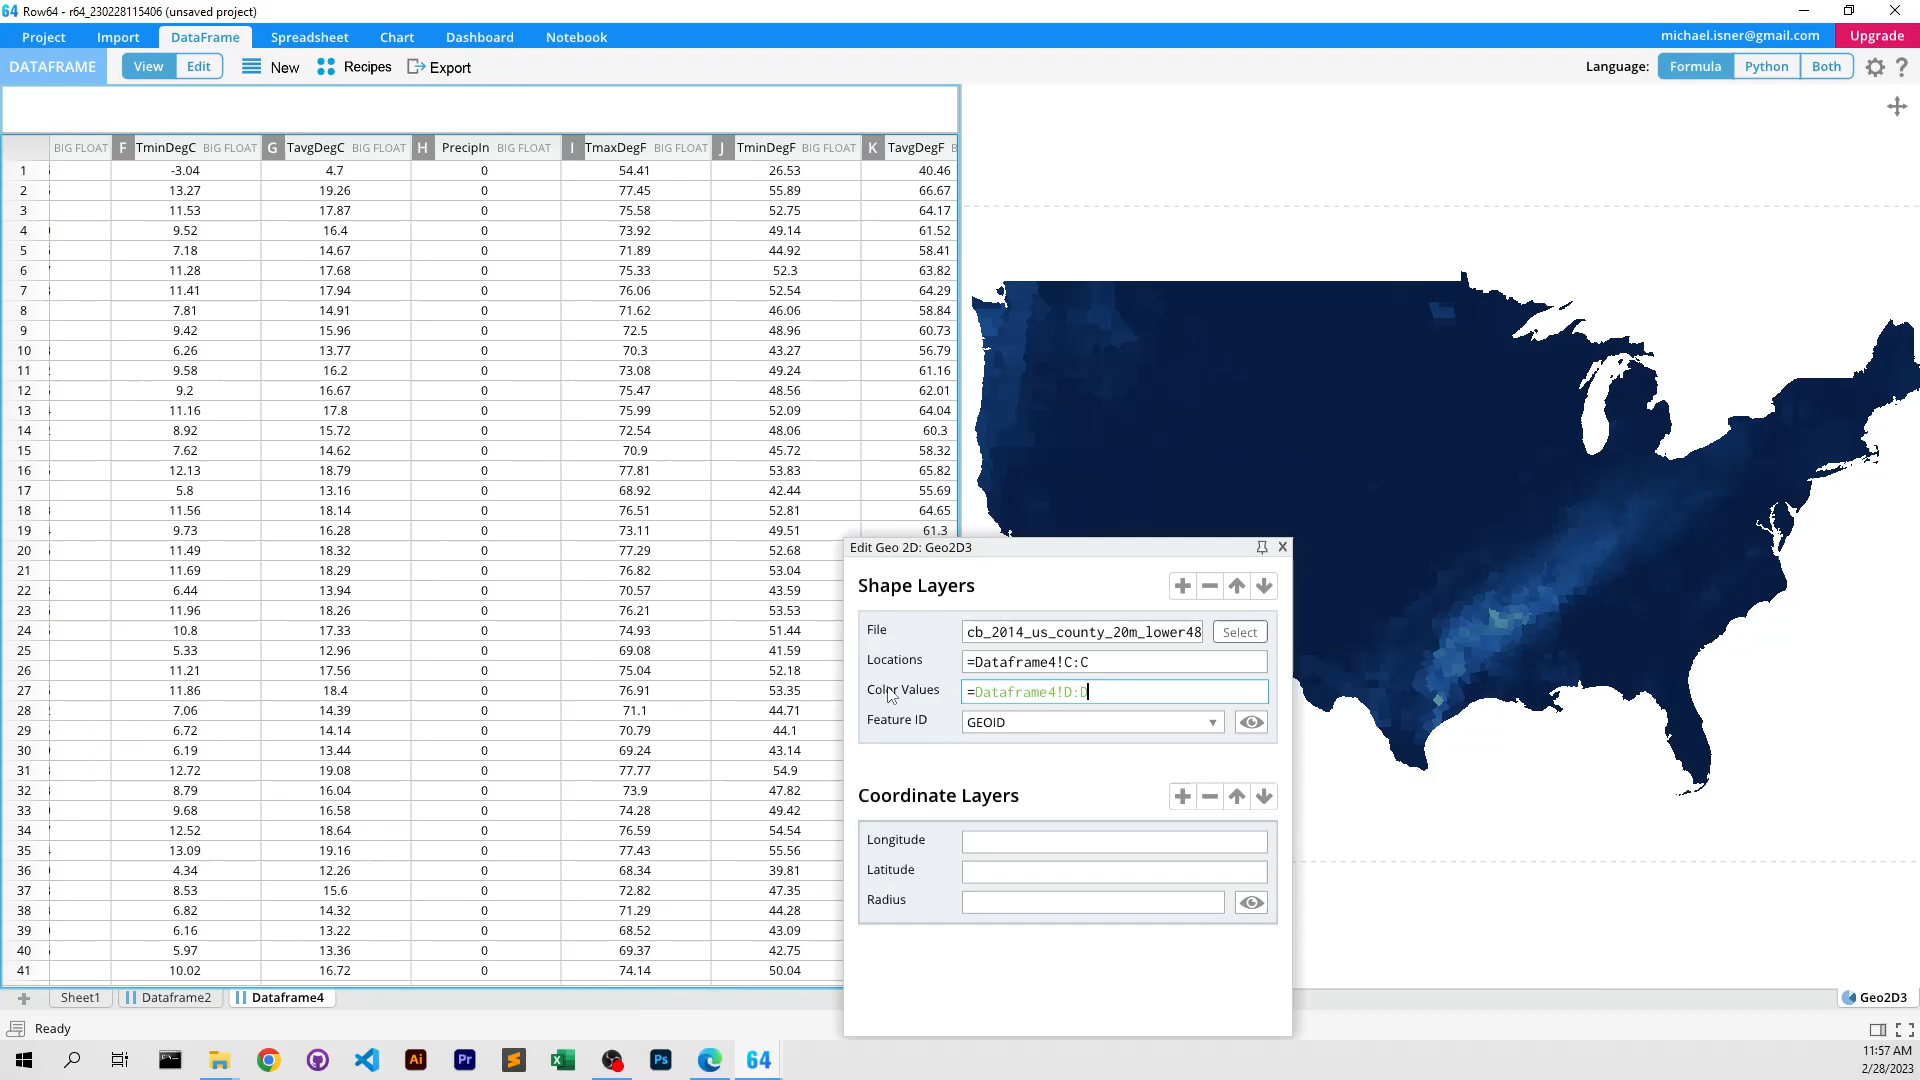 64 Row64 - r64_230228115406 (unsaved project)
Project Import DataFrame Spreadsheet Chart Dashboard Notebook michael.isner@gmail.com Upgrade
DATAFRAME View Edit New Recipes Export Language: Formula Python Both ?
BIG FLOAT F TminDegC BIG FLOAT G TavgDegC BIG FLOAT H PrecipIn BIG FLOAT I TmaxDegF BIG FLOAT J TminDegF BIG FLOAT K TavgDegF
1 -3.04 4.7 0 54.41 26.53 40.46
2 13.27 19.26 0 77.45 55.89 66.67
3 11.53 17.87 0 75.58 52.75 64.17
4 9.52 16.4 0 73.92 49.14 61.52
5 7.18 14.67 0 71.89 44.92 58.41
6 11.28 17.68 0 75.33 52.3 63.82
7 11.41 17.94 0 76.06 52.54 64.29
8 7.81 14.91 0 71.62 46.06 58.84
9 9.42 15.96 0 72.5 48.96 60.73
10 6.26 13.77 0 70.3 43.27 56.79
11 9.58 16.2 0 73.08 49.24 61.16
12 9.2 16.67 0 75.47 48.56 62.01
13 11.16 17.8 0 75.99 52.09 64.04
14 8.92 15.72 0 72.54 48.06 60.3
15 7.62 14.62 0 70.9 45.72 58.32
16 12.13 18.79 0 77.81 53.83 65.82
17 5.8 13.16 0 68.92 42.44 55.69
18 11.56 18.14 0 76.51 52.81 64.65
19 9.73 16.28 0 73.11 49.51 61.3
20 11.49 18.32 0 77.29 52.68
21 11.69 18.29 0 76.82 53.04
22 6.44 13.94 0 70.57 43.59
23 11.96 18.26 0 76.21 53.53
24 10.8 17.33 0 74.93 51.44
25 5.33 12.96 0 69.08 41.59
26 11.21 17.56 0 75.04 52.18
27 11.86 18.4 0 76.91 53.35
28 7.06 14.39 0 71.1 44.71
29 6.72 14.14 0 70.79 44.1
30 6.19 13.44 0 69.24 43.14
31 12.72 19.08 0 77.77 54.9
32 8.79 16.04 0 73.9 47.82
33 9.68 16.58 0 74.28 49.42
34 12.52 18.64 0 76.59 54.54
35 13.09 19.16 0 77.43 55.56
36 4.34 12.26 0 68.34 39.81
37 8.53 15.6 0 72.82 47.35
38 6.82 14.32 0 71.29 44.28
39 6.16 13.22 0 68.52 43.09
40 5.97 13.36 0 69.37 42.75
41 10.02 16.72 0 74.14 50.04
Edit Geo 2D: Geo2D3
Shape Layers
File cb_2014_us_county_20m_lower48 Select
Locations =Dataframe4!C:C
Color Values =Dataframe4!D:D
Feature ID GEOID
Coordinate Layers
Longitude
Latitude
Radius
Sheet1 Dataframe2 Dataframe4 Geo2D3
Ready
Ai Pr Ps 64
11:57 AM
2/28/2023